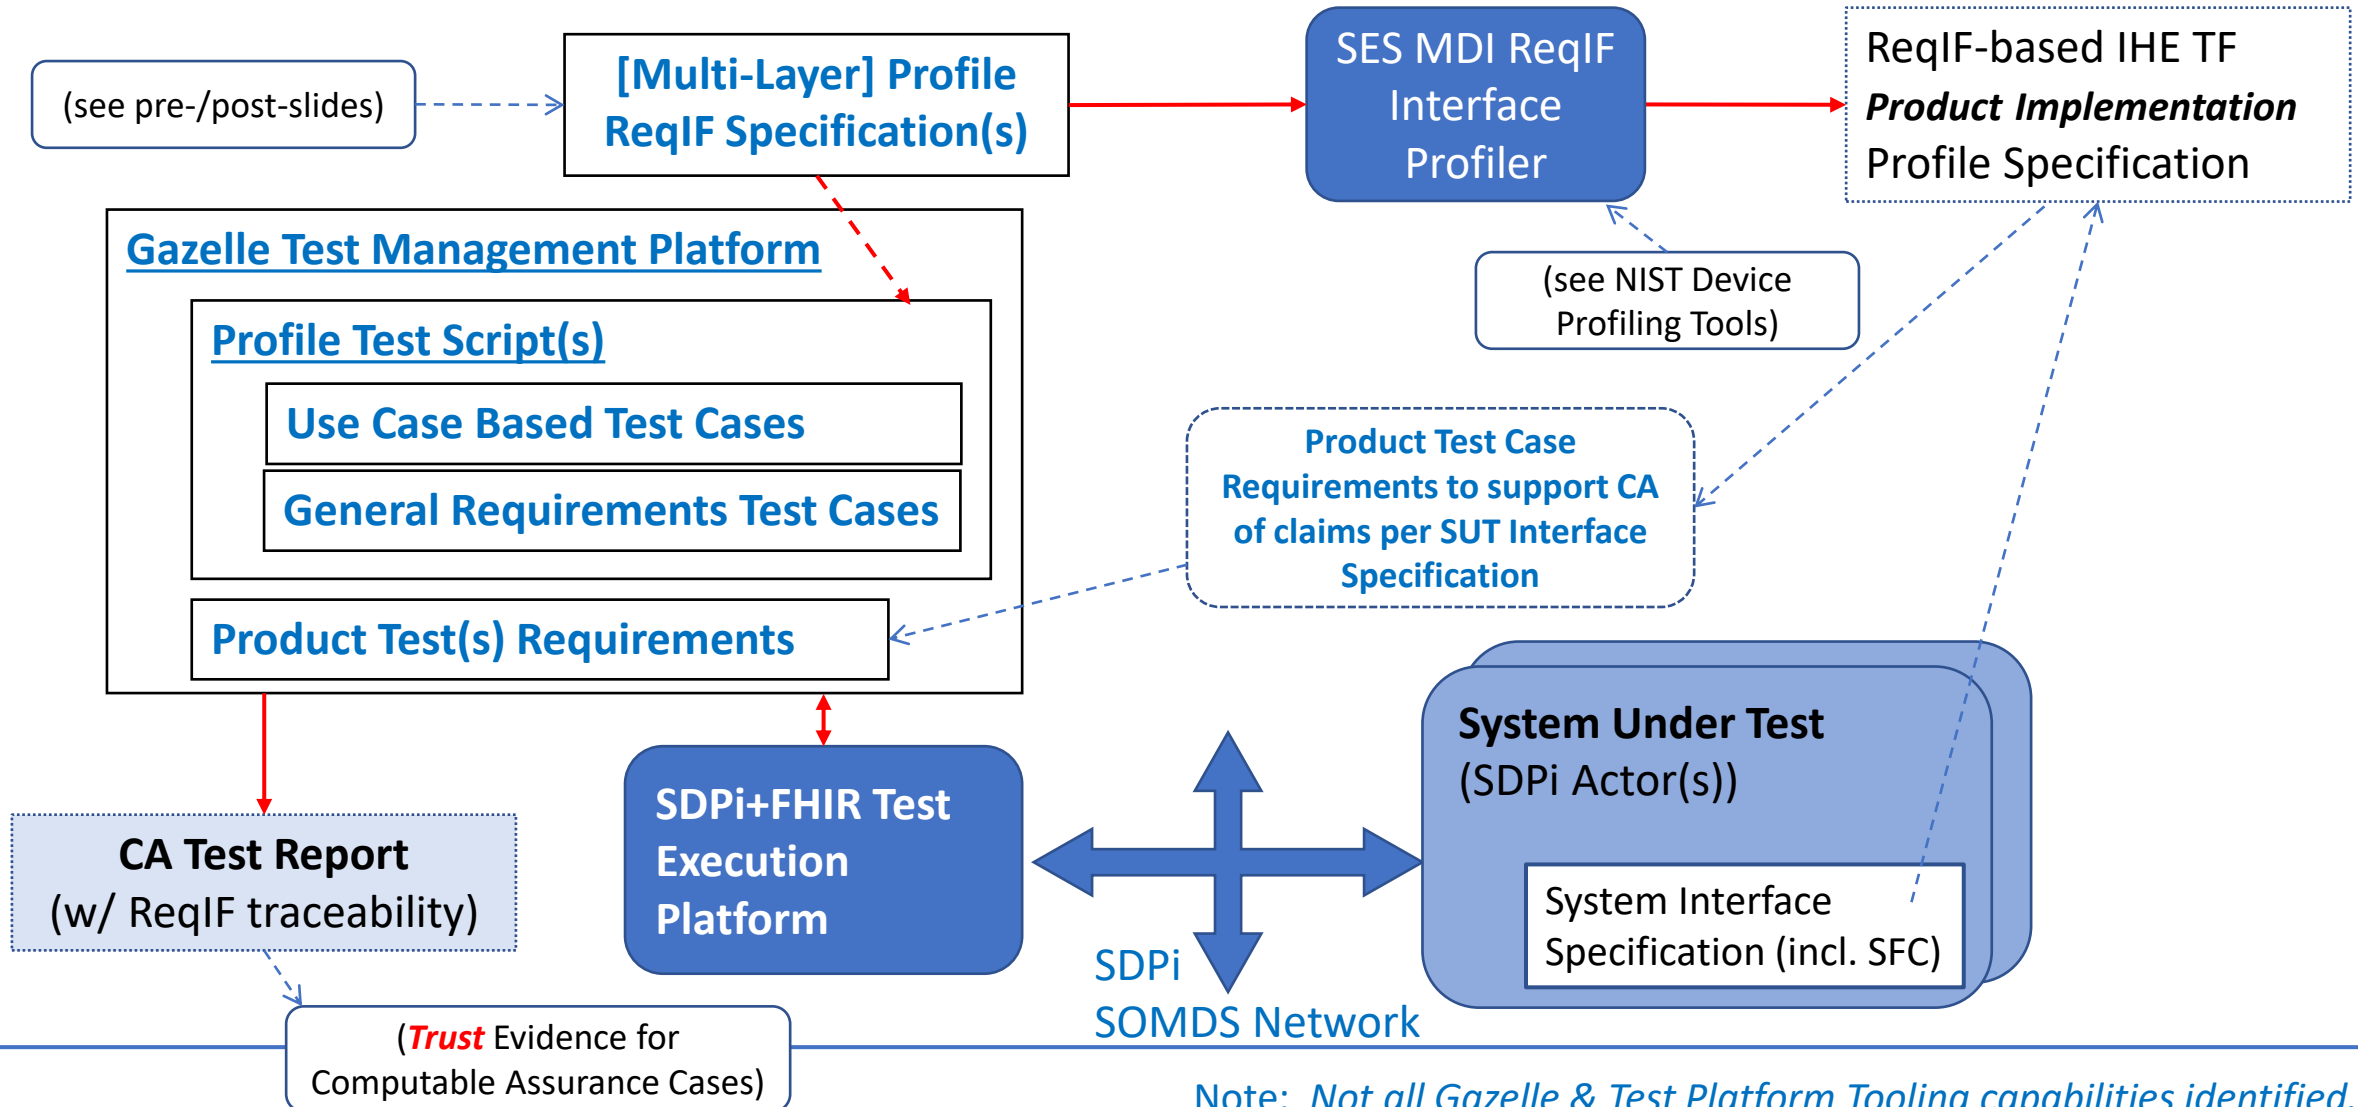 (see pre-/post-slides)
[Multi-Layer] Profile
ReqIF Specification(s)
SES MDI ReqIF
Interface
Profiler
ReqIF-based IHE TF
Product Implementation
Profile Specification
(see NIST Device
Profiling Tools)
Gazelle Test Management Platform
Profile Test Script(s)
Use Case Based Test Cases
General Requirements Test Cases
Product Test(s) Requirements
Product Test Case
Requirements to support CA
of claims per SUT Interface
Specification
CA Test Report
(w/ ReqIF traceability)
SDPi+FHIR Test
Execution
Platform
SDPi
SOMDS Network
System Under Test
(SDPi Actor(s))
System Interface
Specification (incl. SFC)
(Trust Evidence for
Computable Assurance Cases)
Note: Not all Gazelle & Test Platform Tooling capabilities identified.